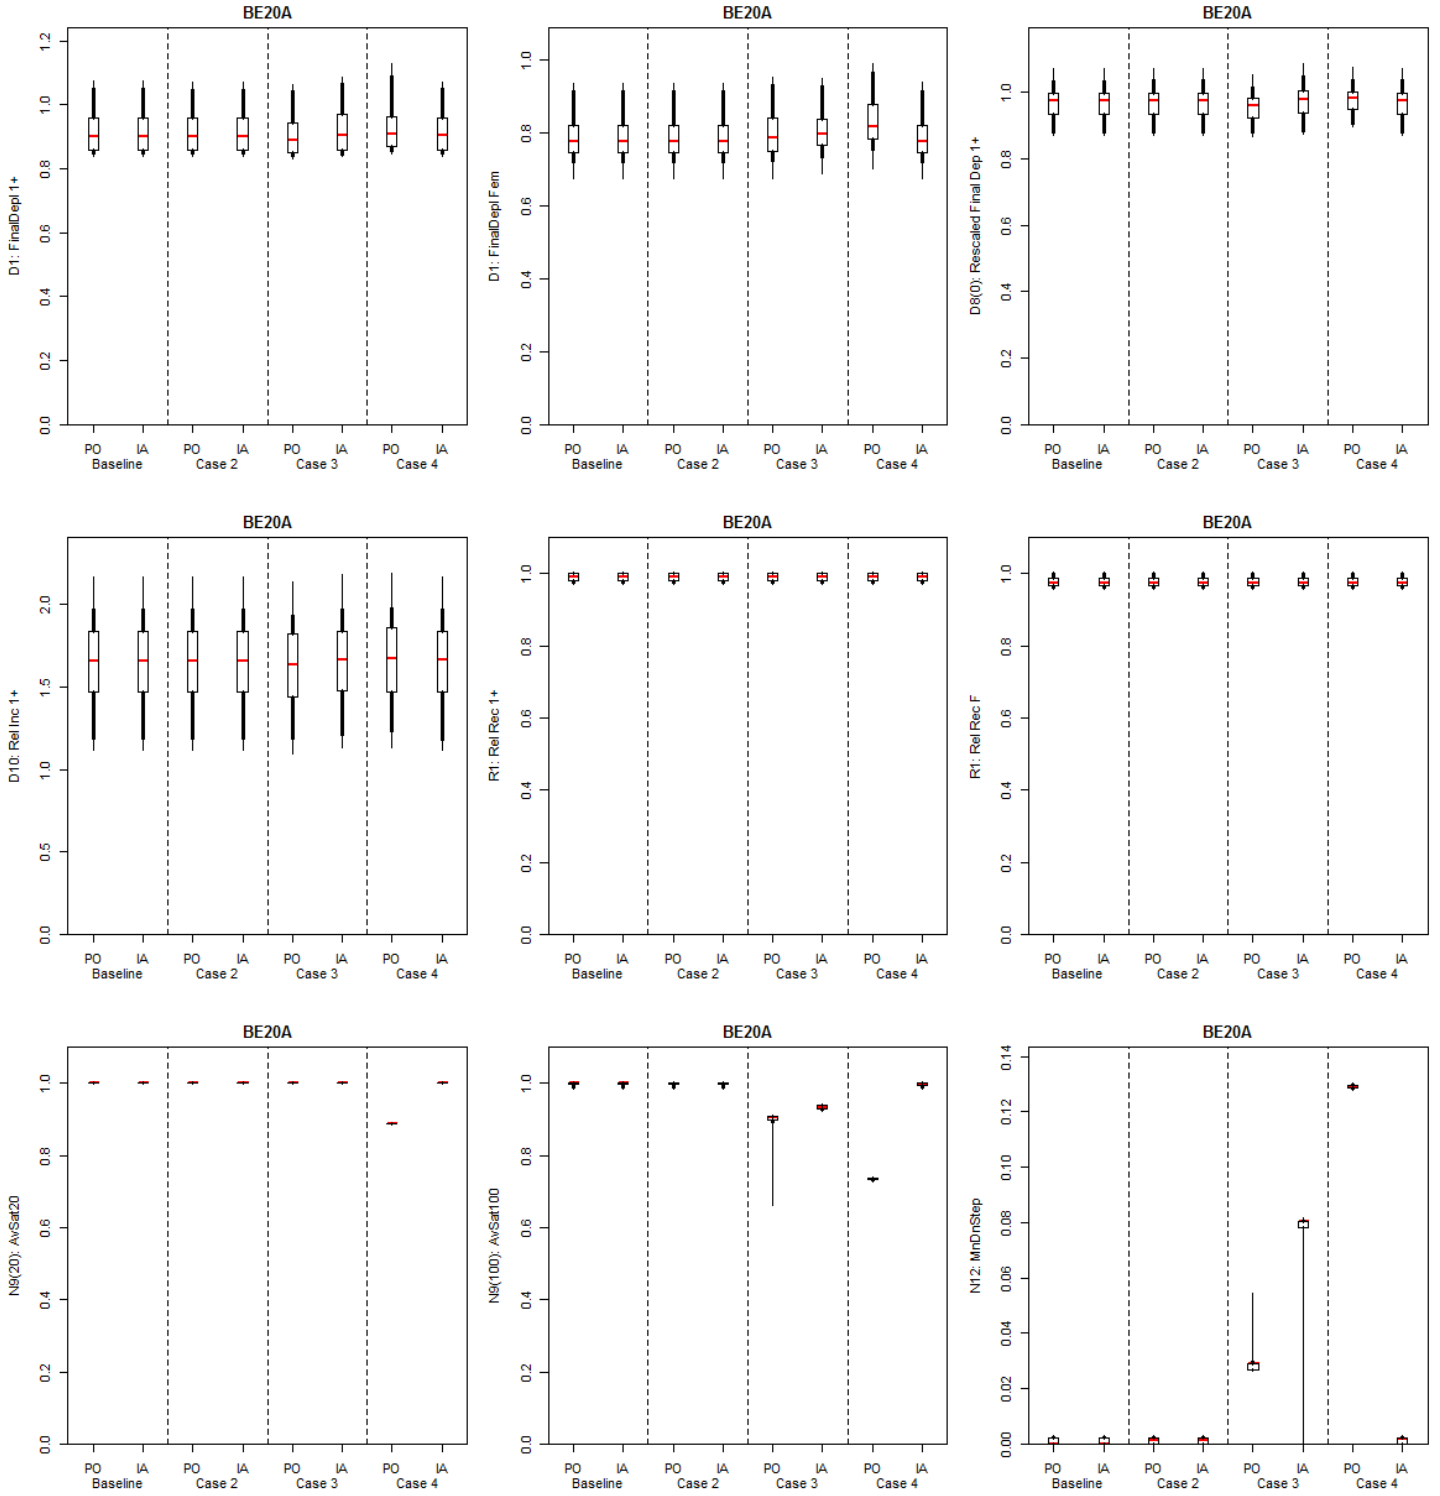 BE20A
D1: FinalDepl 1+
0.0 0.2 0.4 0.6 0.8 1.0 1.2
PO IA PO IA PO IA PO IA
Baseline Case 2 Case 3 Case 4
BE20A
D1: FinalDepl Fem
0.0 0.2 0.4 0.6 0.8 1.0
PO IA PO IA PO IA PO IA
Baseline Case 2 Case 3 Case 4
BE20A
D8(0): Rescaled Final Dep 1+
0.0 0.2 0.4 0.6 0.8 1.0
PO IA PO IA PO IA PO IA
Baseline Case 2 Case 3 Case 4
BE20A
D10: Rel Inc 1+
0.0 0.5 1.0 1.5 2.0
PO IA PO IA PO IA PO IA
Baseline Case 2 Case 3 Case 4
BE20A
R1: Rel Rec 1+
0.0 0.2 0.4 0.6 0.8 1.0
PO IA PO IA PO IA PO IA
Baseline Case 2 Case 3 Case 4
BE20A
R1: Rel Rec F
0.0 0.2 0.4 0.6 0.8 1.0
PO IA PO IA PO IA PO IA
Baseline Case 2 Case 3 Case 4
BE20A
N9(20): AvSat20
0.0 0.2 0.4 0.6 0.8 1.0
PO IA PO IA PO IA PO IA
Baseline Case 2 Case 3 Case 4
BE20A
N9(100): AvSat100
0.0 0.2 0.4 0.6 0.8 1.0
PO IA PO IA PO IA PO IA
Baseline Case 2 Case 3 Case 4
BE20A
N12: MnDnStep
0.00 0.02 0.04 0.06 0.08 0.10 0.12 0.14
PO IA PO IA PO IA PO IA
Baseline Case 2 Case 3 Case 4